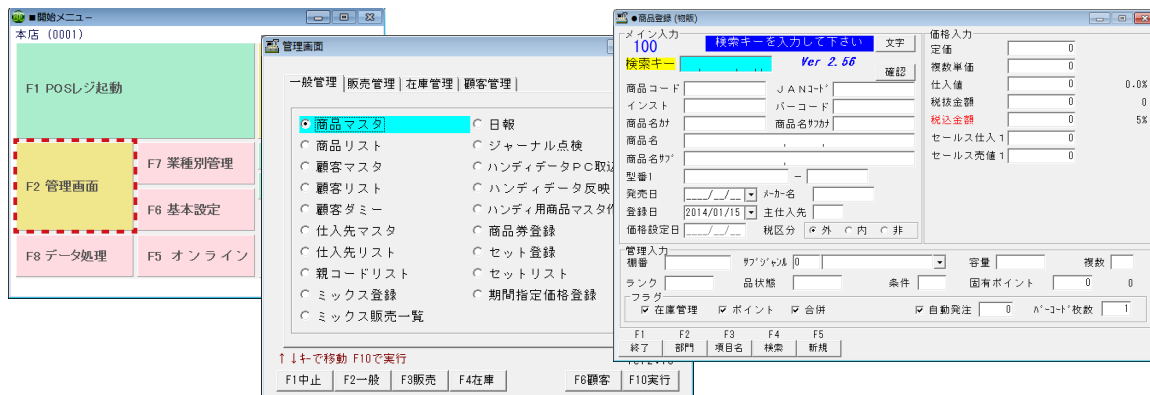 ■開始メニュー
本店 (0001)
F1 POSレジ起動
F2 管理画面
F7 業種別管理
F6 基本設定
F8 データ処理
F5 オンライン
管理画面
一般管理 販売管理 在庫管理 顧客管理
商品マスタ 日報
商品リスト ジャーナル点検
顧客マスタ ハンディデータPC取込
顧客リスト ハンディデータ反映
顧客ダミー ハンディ用商品マスタ作
仕入先マスタ 商品券登録
仕入先リスト セット登録
親コードリスト セットリスト
ミックス登録 期間指定価格登録
ミックス販売一覧
↑↓キーで移動 F10で実行
F1中止 F2一般 F3販売 F4在庫 F6顧客 F10実行
●商品登録 (物販)
メイン入力
100 検索キーを入力して下さい 文字
検索キー Ver 2.56 確認
商品コード JANコード
インスト バーコード
商品名カナ 商品名サブカナ
商品名
商品名サブ
型番1 −
発売日 ____/__/__ メーカー名
登録日 2014/01/15 主仕入先
価格設定日 ____/__/__ 税区分 外 内 非
価格入力
定価 0
複数単価 0
仕入値 0 0.0%
税抜金額 0 0
税込金額 0 5%
セールス仕入1 0
セールス売値1 0
管理入力
棚番 サブジャンル 0 容量 複数
ランク 品状態 条件 固有ポイント 0 0
フラグ
在庫管理 ポイント 合併 自動発注 0 バーコード枚数 1
F1 F2 F3 F4 F5
終了 部門 項目名 検索 新規